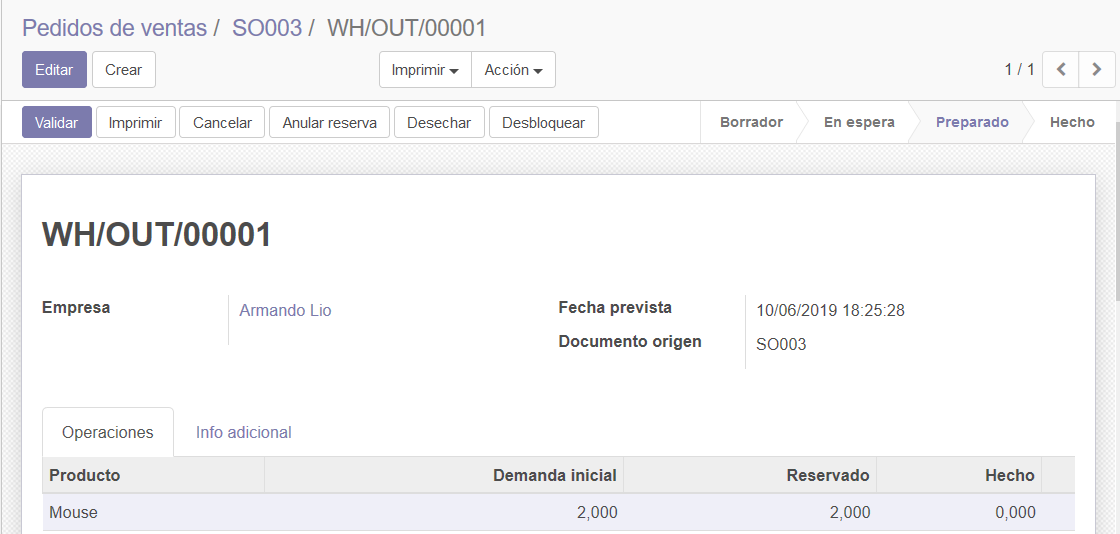 Pedidos de ventas / SO003 / WH/OUT/00001
Editar Crear Imprimir Acción 1 / 1
Validar Imprimir Cancelar Anular reserva Desechar Desbloquear Borrador En espera Preparado Hecho
WH/OUT/00001
Empresa Armando Lio Fecha prevista 10/06/2019 18:25:28
Documento origen SO003
Operaciones Info adicional
Producto Demanda inicial Reservado Hecho
Mouse 2,000 2,000 0,000